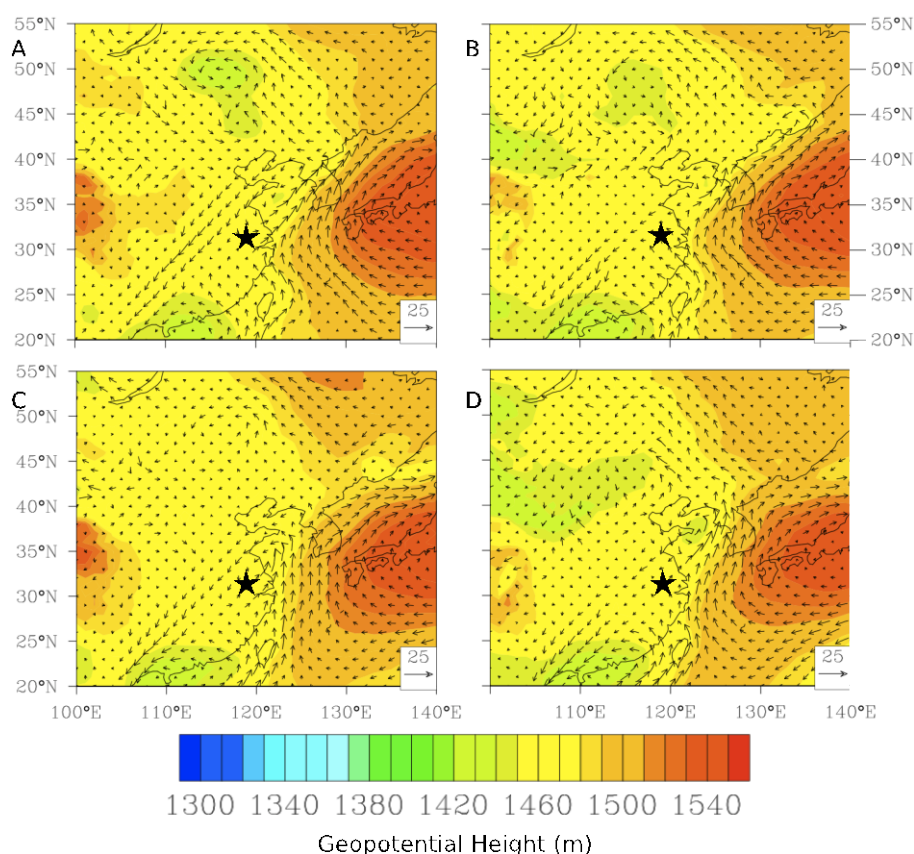 55°N
A
50°N
45°N
40°N
35°N
30°N
25°N
20°N
25
B
55°N
50°N
45°N
40°N
35°N
30°N
25°N
20°N
25
55°N
C
50°N
45°N
40°N
35°N
30°N
25°N
20°N
25
100°E 110°E 120°E 130°E 140°E
D
25
110°E 120°E 130°E 140°E
1300 1340 1380 1420 1460 1500 1540
Geopotential Height (m)